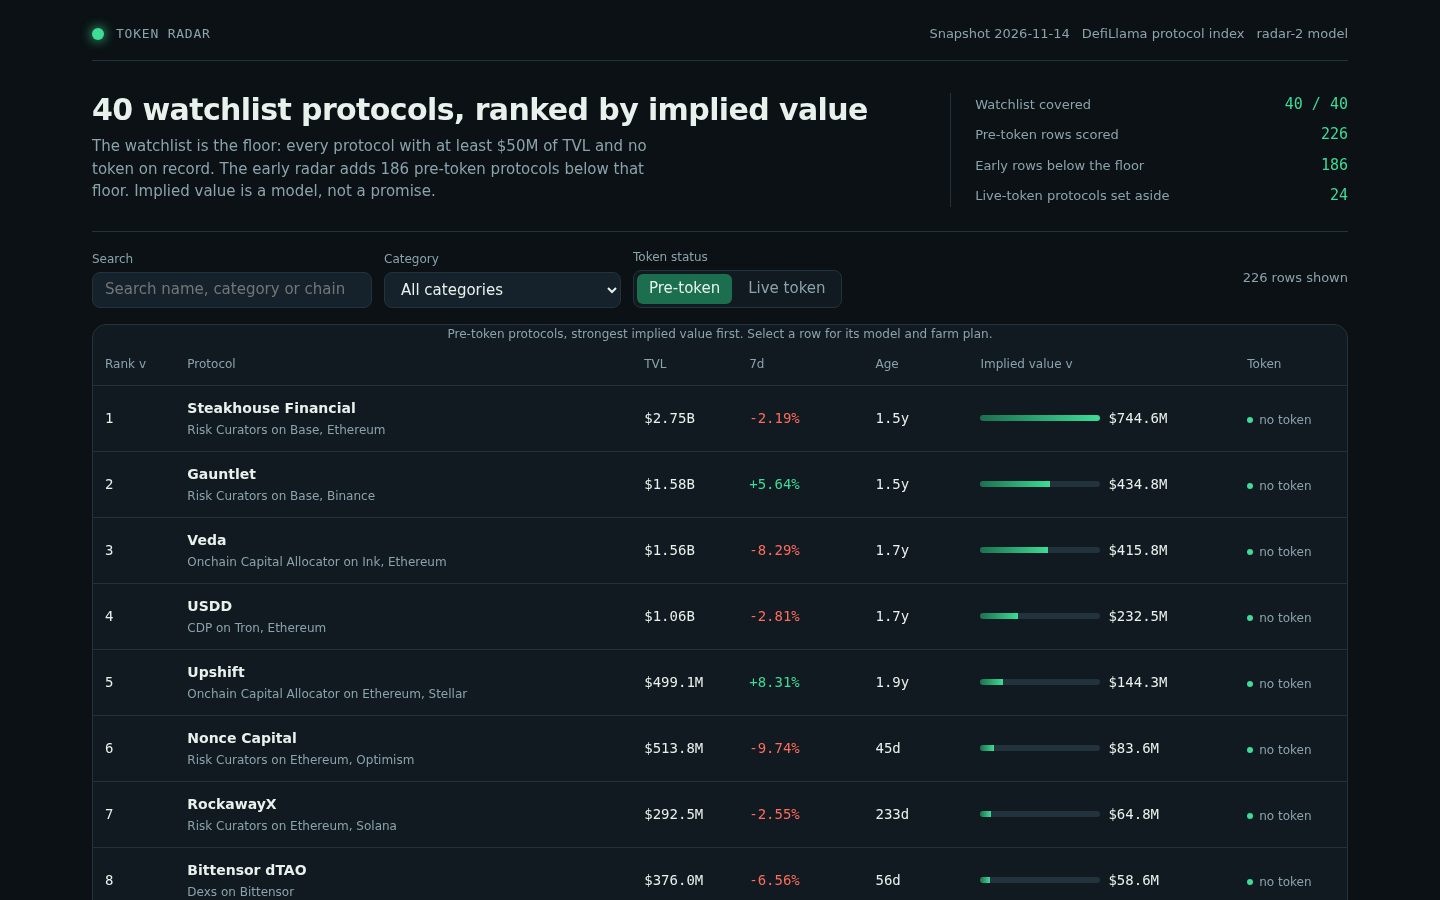 TOKEN RADAR
Snapshot 2026-11-14 DefiLlama protocol index radar-2 model
40 watchlist protocols, ranked by implied value
The watchlist is the floor: every protocol with at least $50M of TVL and no
token on record. The early radar adds 186 pre-token protocols below that
floor. Implied value is a model, not a promise.
Watchlist covered 40 / 40
Pre-token rows scored 226
Early rows below the floor 186
Live-token protocols set aside 24
Search
Category
Token status
Search name, category or chain
All categories
Pre-token Live token
226 rows shown
Pre-token protocols, strongest implied value first. Select a row for its model and farm plan.
Rank v Protocol TVL 7d Age Implied value v Token
1 Steakhouse Financial $2.75B -2.19% 1.5y $744.6M no token
Risk Curators on Base, Ethereum
2 Gauntlet $1.58B +5.64% 1.5y $434.8M no token
Risk Curators on Base, Binance
3 Veda $1.56B -8.29% 1.7y $415.8M no token
Onchain Capital Allocator on Ink, Ethereum
4 USDD $1.06B -2.81% 1.7y $232.5M no token
CDP on Tron, Ethereum
5 Upshift $499.1M +8.31% 1.9y $144.3M no token
Onchain Capital Allocator on Ethereum, Stellar
6 Nonce Capital $513.8M -9.74% 45d $83.6M no token
Risk Curators on Ethereum, Optimism
7 RockawayX $292.5M -2.55% 233d $64.8M no token
Risk Curators on Ethereum, Solana
8 Bittensor dTAO $376.0M -6.56% 56d $58.6M no token
Dexs on Bittensor